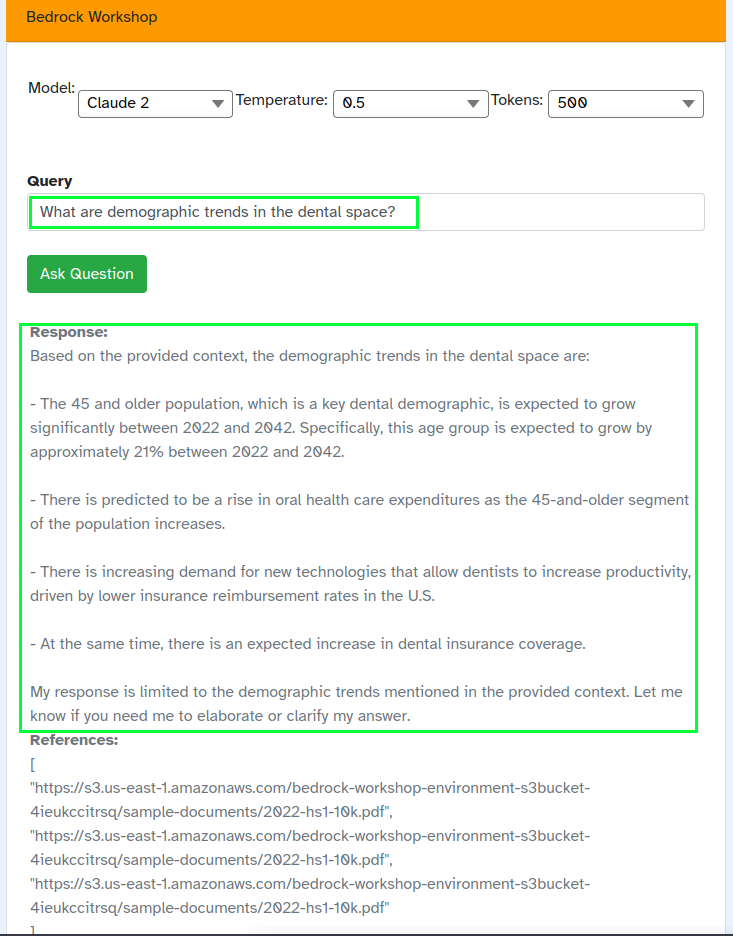 Bedrock Workshop
Model: Claude 2 Temperature: 0.5 Tokens: 500
Query
What are demographic trends in the dental space?
Ask Question
Response:
Based on the provided context, the demographic trends in the dental space are:
- The 45 and older population, which is a key dental demographic, is expected to grow
significantly between 2022 and 2042. Specifically, this age group is expected to grow by
approximately 21% between 2022 and 2042.
- There is predicted to be a rise in oral health care expenditures as the 45-and-older segment
of the population increases.
- There is increasing demand for new technologies that allow dentists to increase productivity,
driven by lower insurance reimbursement rates in the U.S.
- At the same time, there is an expected increase in dental insurance coverage.
My response is limited to the demographic trends mentioned in the provided context. Let me
know if you need me to elaborate or clarify my answer.
References:
[
"https://s3.us-east-1.amazonaws.com/bedrock-workshop-environment-s3bucket-
4ieukccitrsq/sample-documents/2022-hs1-10k.pdf",
"https://s3.us-east-1.amazonaws.com/bedrock-workshop-environment-s3bucket-
4ieukccitrsq/sample-documents/2022-hs1-10k.pdf",
"https://s3.us-east-1.amazonaws.com/bedrock-workshop-environment-s3bucket-
4ieukccitrsq/sample-documents/2022-hs1-10k.pdf"
]